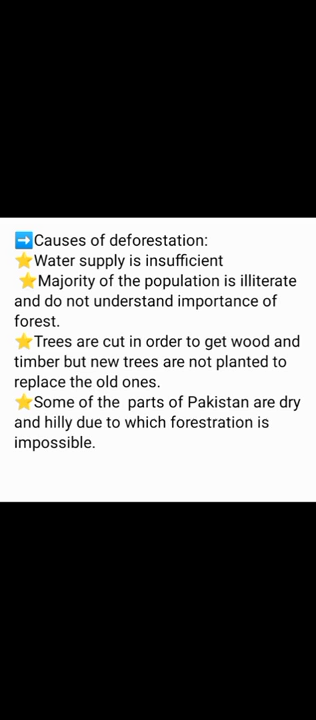 ➡️Causes of deforestation:
⭐Water supply is insufficient
⭐Majority of the population is illiterate
and do not understand importance of
forest.
⭐Trees are cut in order to get wood and
timber but new trees are not planted to
replace the old ones.
⭐Some of the  parts of Pakistan are dry
and hilly due to which forestration is
impossible.